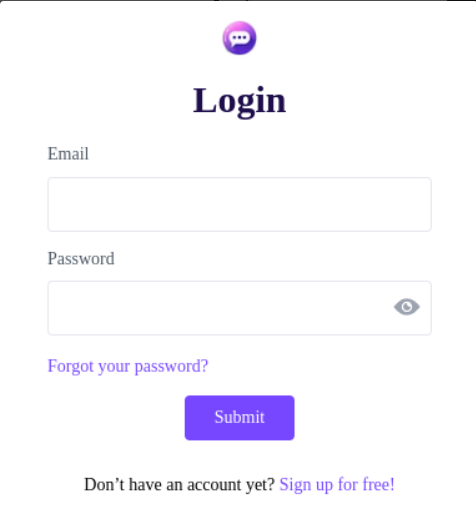 Login
Email
Password
Forgot your password?
Submit
Don’t have an account yet? Sign up for free!